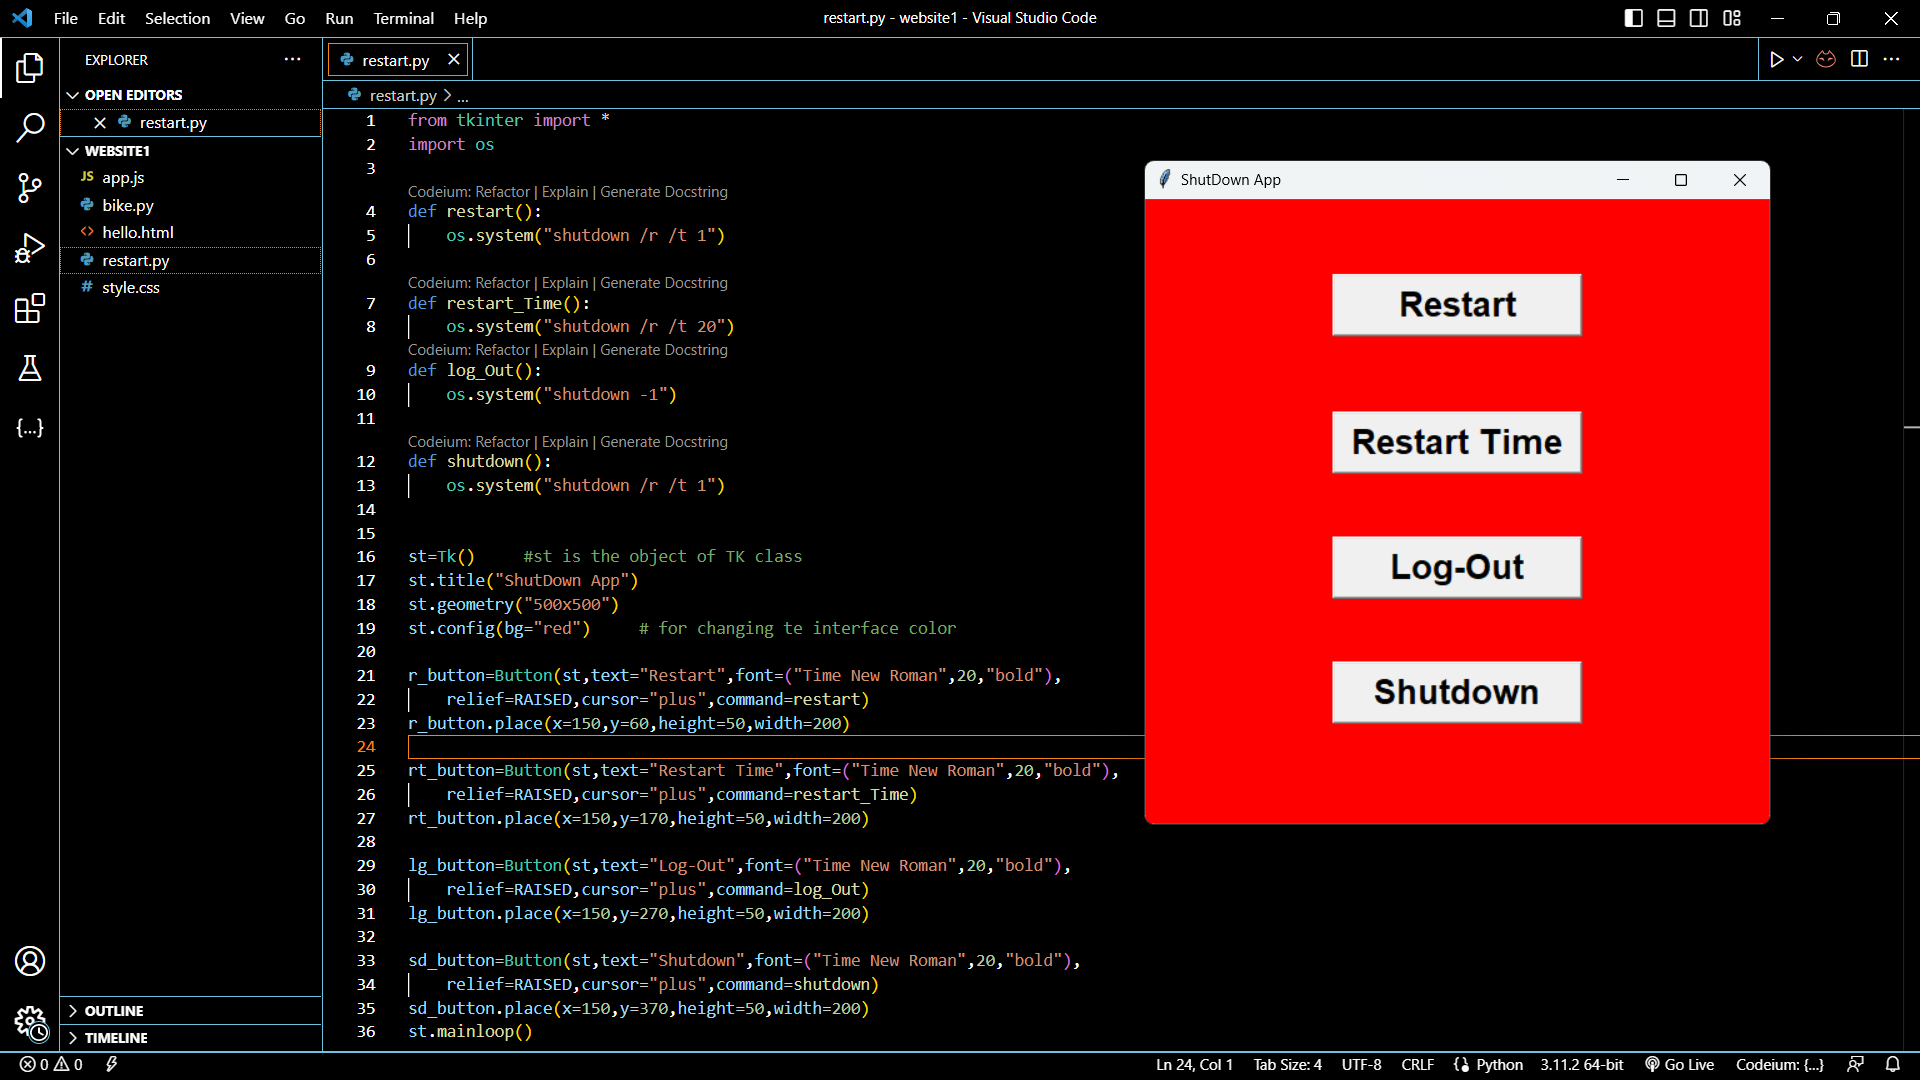 File Edit Selection View Go Run Terminal Help
restart.py - website1 - Visual Studio Code
EXPLORER
OPEN EDITORS
restart.py
WEBSITE1
JS app.js
bike.py
<> hello.html
restart.py
# style.css
OUTLINE
TIMELINE
restart.py
restart.py > ...
1 from tkinter import *
2 import os
3
Codeium: Refactor | Explain | Generate Docstring
4 def restart():
5 os.system("shutdown /r /t 1")
6
Codeium: Refactor | Explain | Generate Docstring
7 def restart_Time():
8 os.system("shutdown /r /t 20")
Codeium: Refactor | Explain | Generate Docstring
9 def log_Out():
10 os.system("shutdown -1")
11
Codeium: Refactor | Explain | Generate Docstring
12 def shutdown():
13 os.system("shutdown /r /t 1")
14
15
16 st=Tk() #st is the object of TK class
17 st.title("ShutDown App")
18 st.geometry("500x500")
19 st.config(bg="red") # for changing te interface color
20
21 r_button=Button(st,text="Restart",font=("Time New Roman",20,"bold"),
22 relief=RAISED,cursor="plus",command=restart)
23 r_button.place(x=150,y=60,height=50,width=200)
24
25 rt_button=Button(st,text="Restart Time",font=("Time New Roman",20,"bold"),
26 relief=RAISED,cursor="plus",command=restart_Time)
27 rt_button.place(x=150,y=170,height=50,width=200)
28
29 lg_button=Button(st,text="Log-Out",font=("Time New Roman",20,"bold"),
30 relief=RAISED,cursor="plus",command=log_Out)
31 lg_button.place(x=150,y=270,height=50,width=200)
32
33 sd_button=Button(st,text="Shutdown",font=("Time New Roman",20,"bold"),
34 relief=RAISED,cursor="plus",command=shutdown)
35 sd_button.place(x=150,y=370,height=50,width=200)
36 st.mainloop()
ShutDown App
Restart
Restart Time
Log-Out
Shutdown
0 0
Ln 24, Col 1 Tab Size: 4 UTF-8 CRLF Python 3.11.2 64-bit Go Live Codeium: {...}